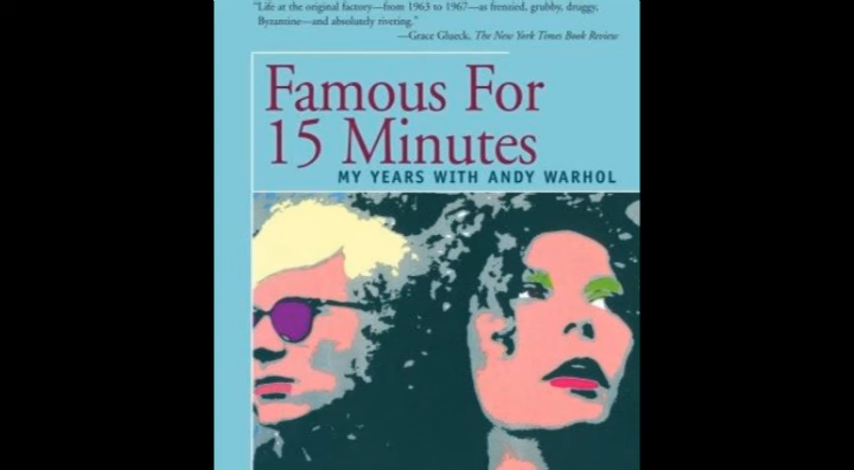 "Life at the original factory—from 1963 to 1967—as frenzied, grubby, druggy,
Byzantine—and absolutely riveting."
—Grace Glueck, The New York Times Book Review
Famous For
15 Minutes
MY YEARS WITH ANDY WARHOL